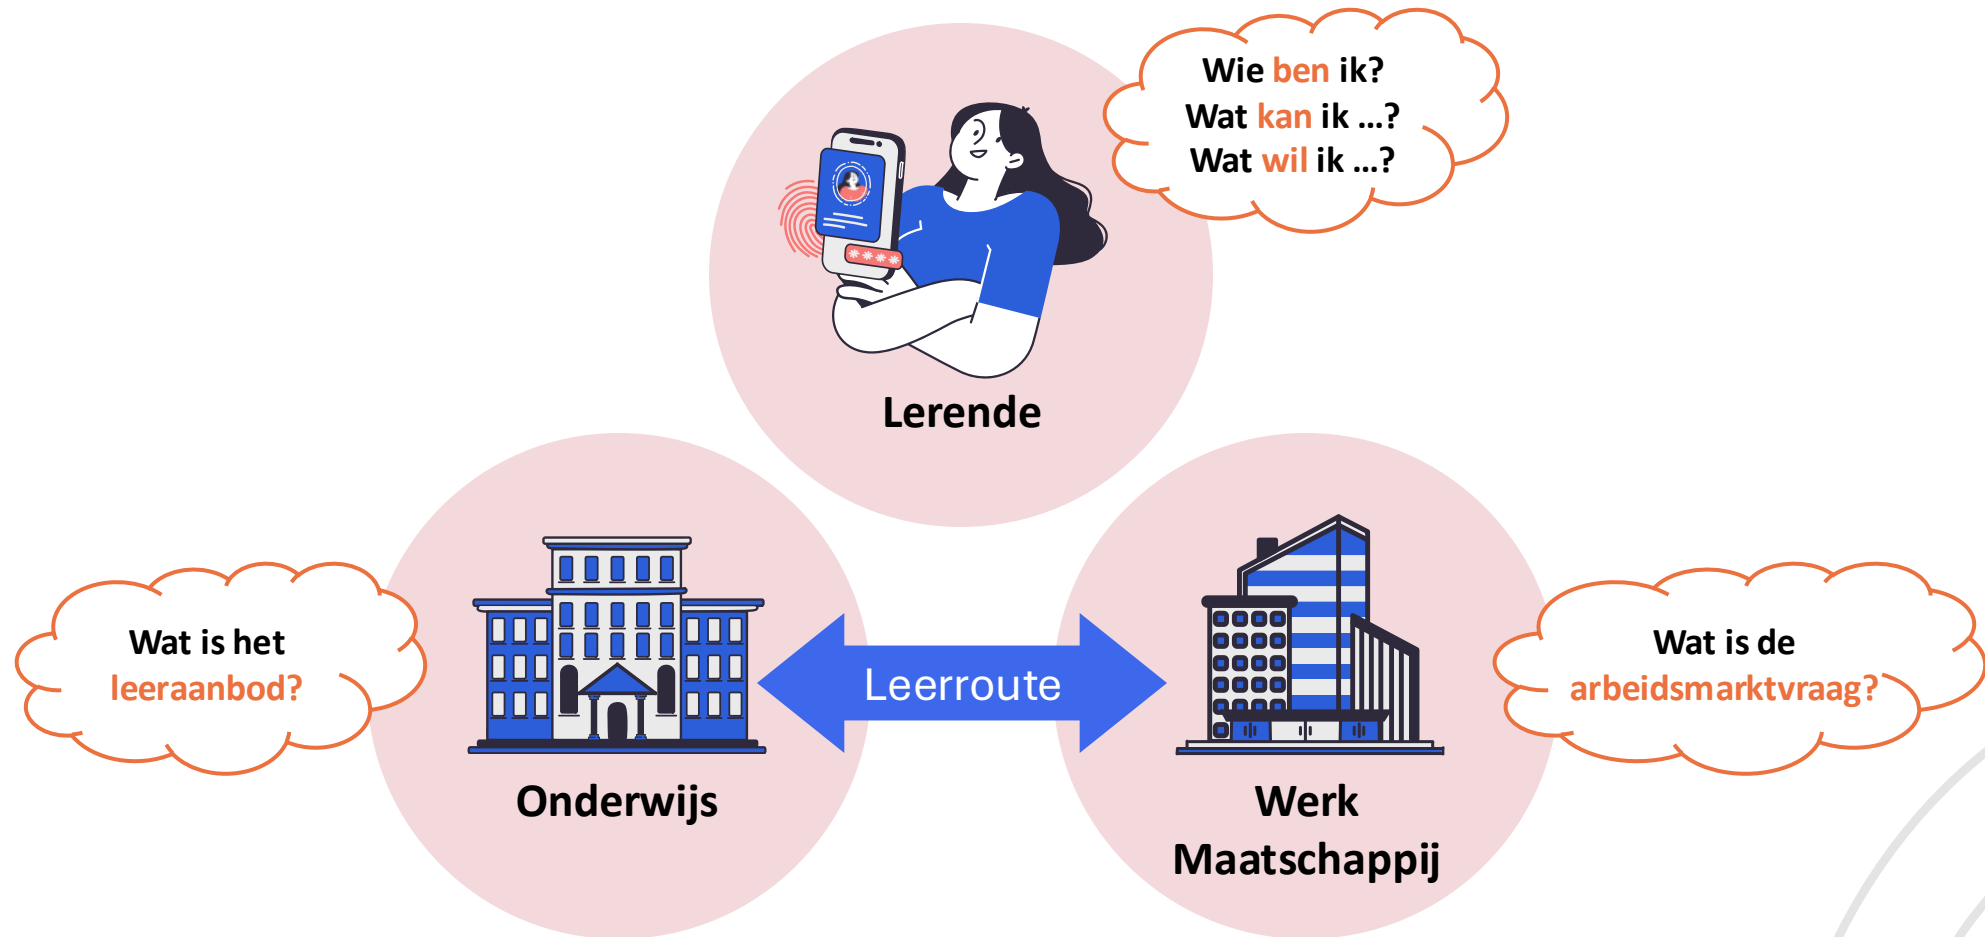 Wie ben ik?
Wat kan ik ...?
Wat wil ik ...?
Lerende
Wat is het
leeraanbod?
Onderwijs
Leerroute
Werk
Maatschappij
Wat is de
arbeidsmarktvraag?